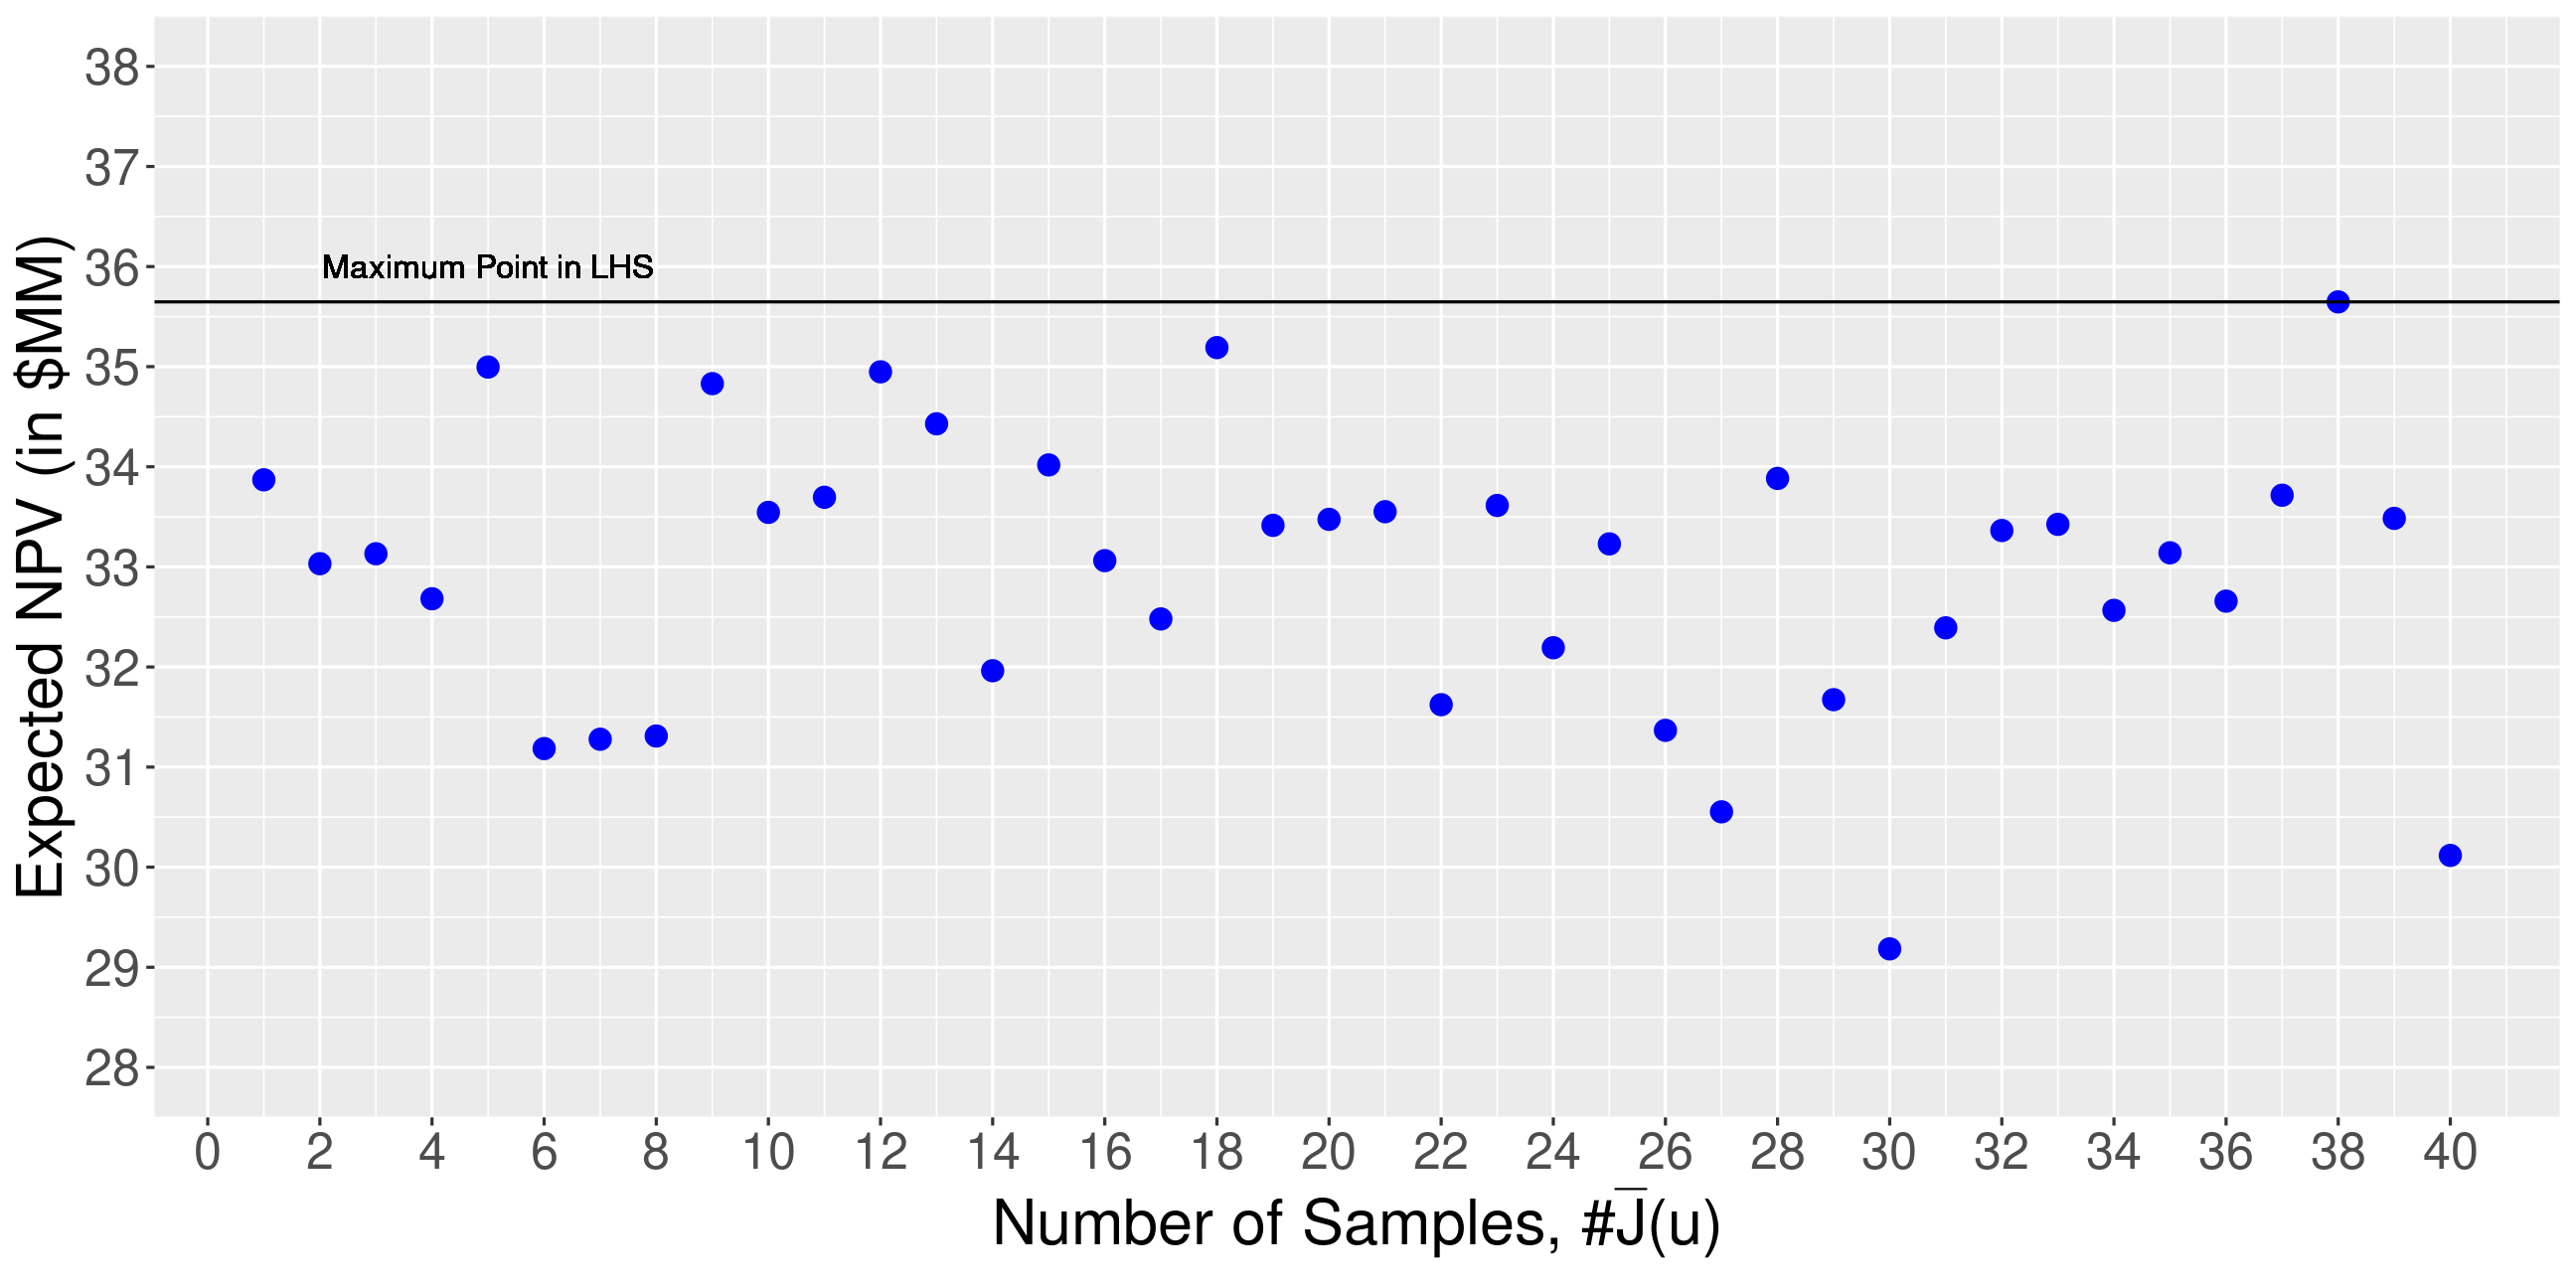 38
37
36
35
34
33
32
31
30
29
28
Expected NPV (in $MM)
Maximum Point in LHS
0 2 4 6 8 10 12 14 16 18 20 22 24 26 28 30 32 34 36 38 40
Number of Samples, #J̅(u)